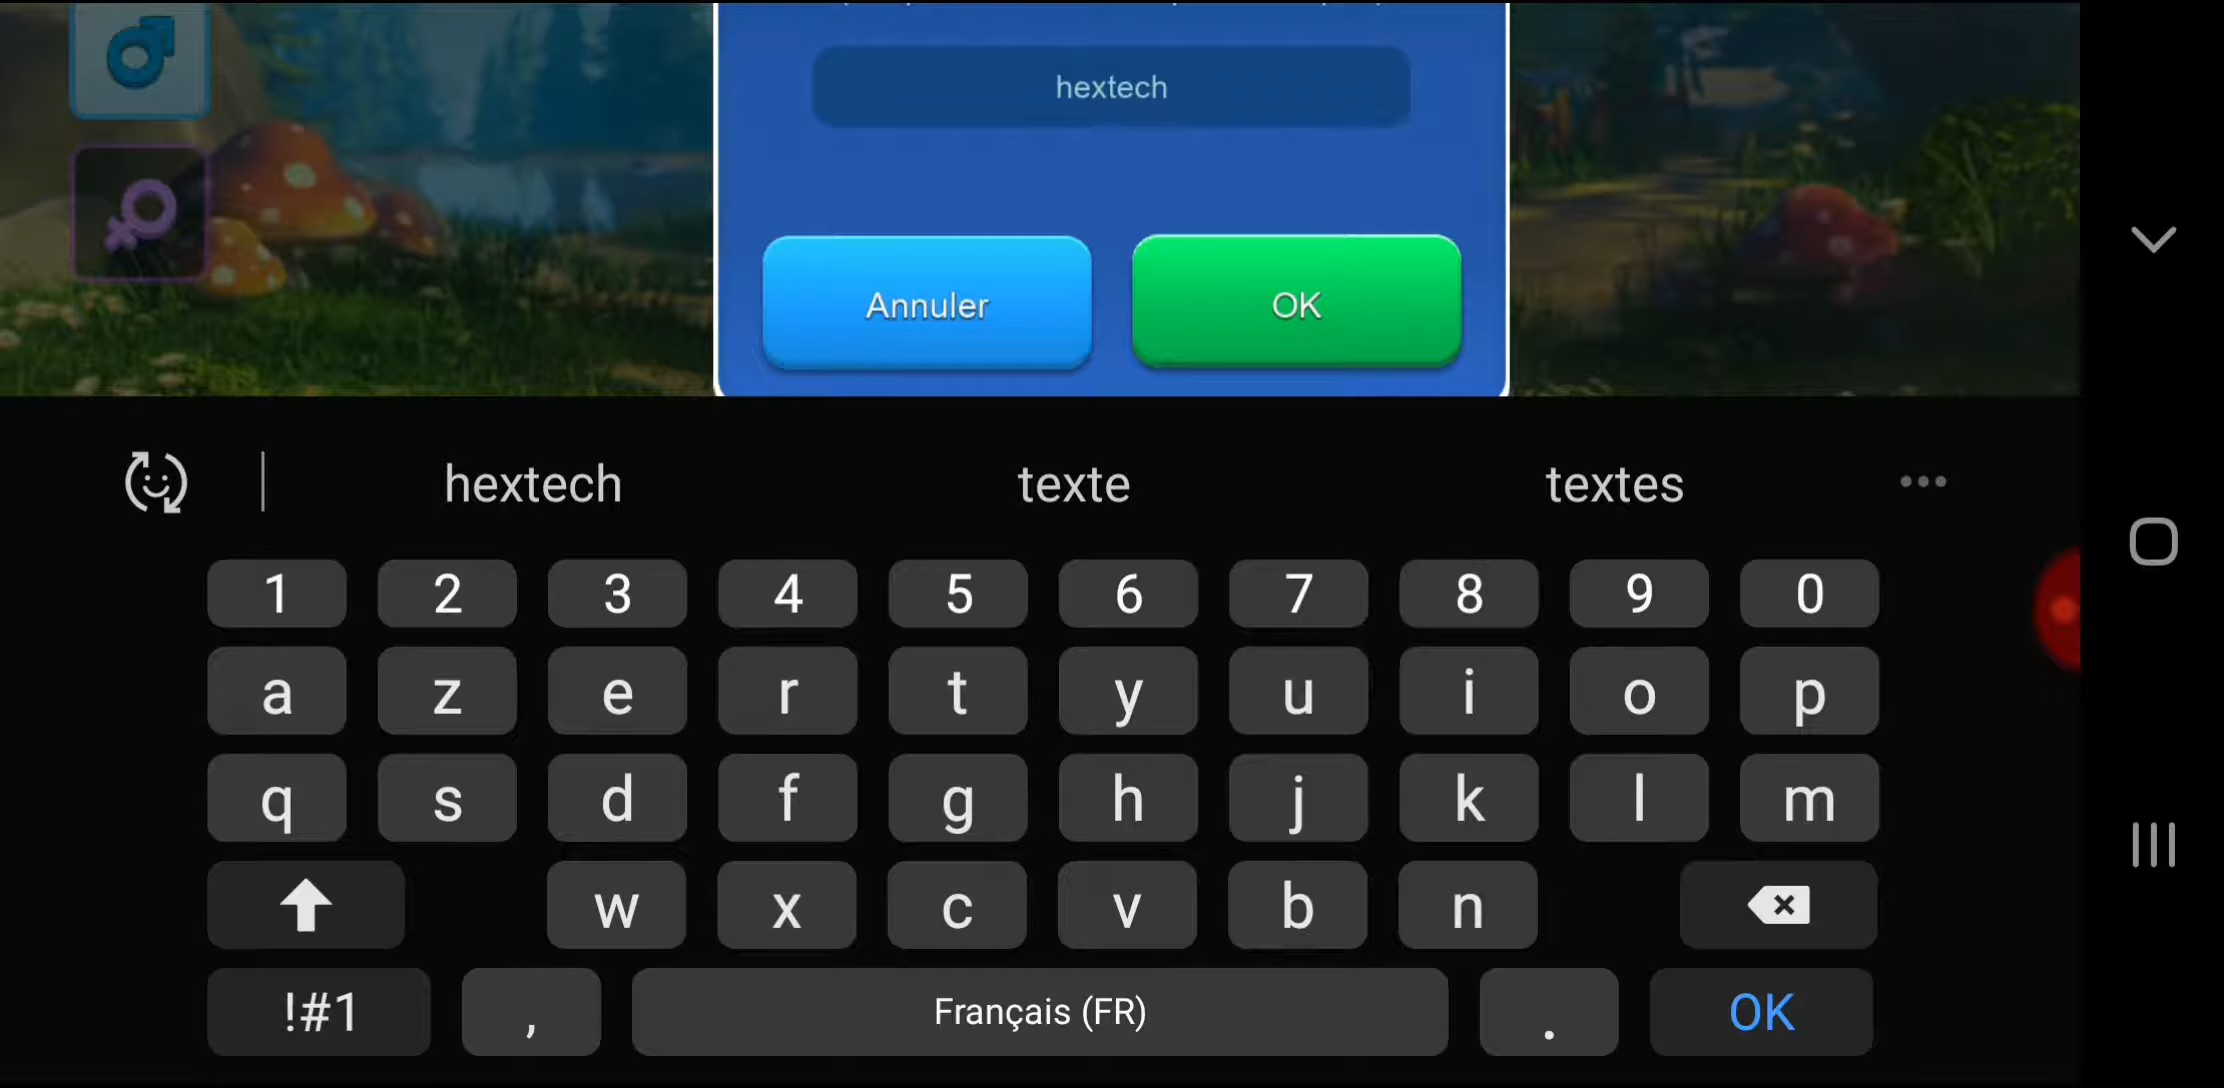 hextech
Annuler OK
hextech texte textes
1 2 3 4 5 6 7 8 9 0
a z e r t y u i o p
q s d f g h j k l m
w x c v b n
!#1 , Français (FR) . OK